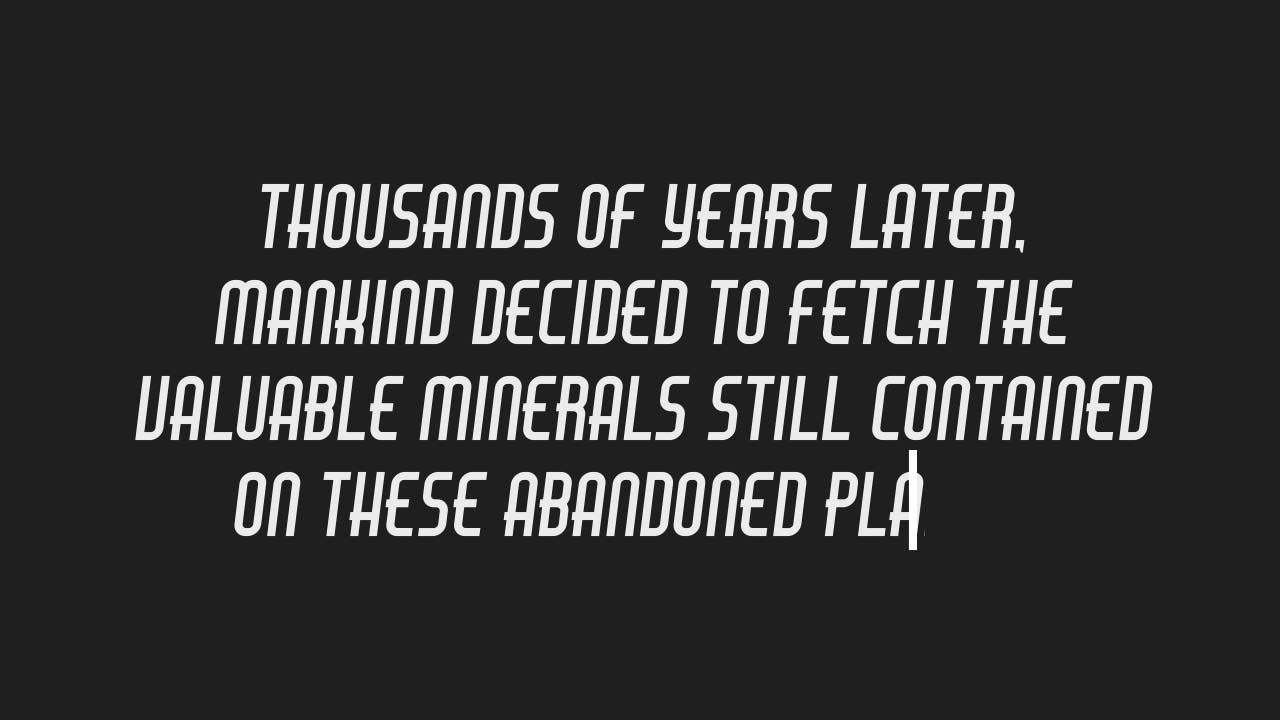 THOUSANDS OF YEARS LATER,
MANKIND DECIDED TO FETCH THE
VALUABLE MINERALS STILL CONTAINED
ON THESE ABANDONED PLA